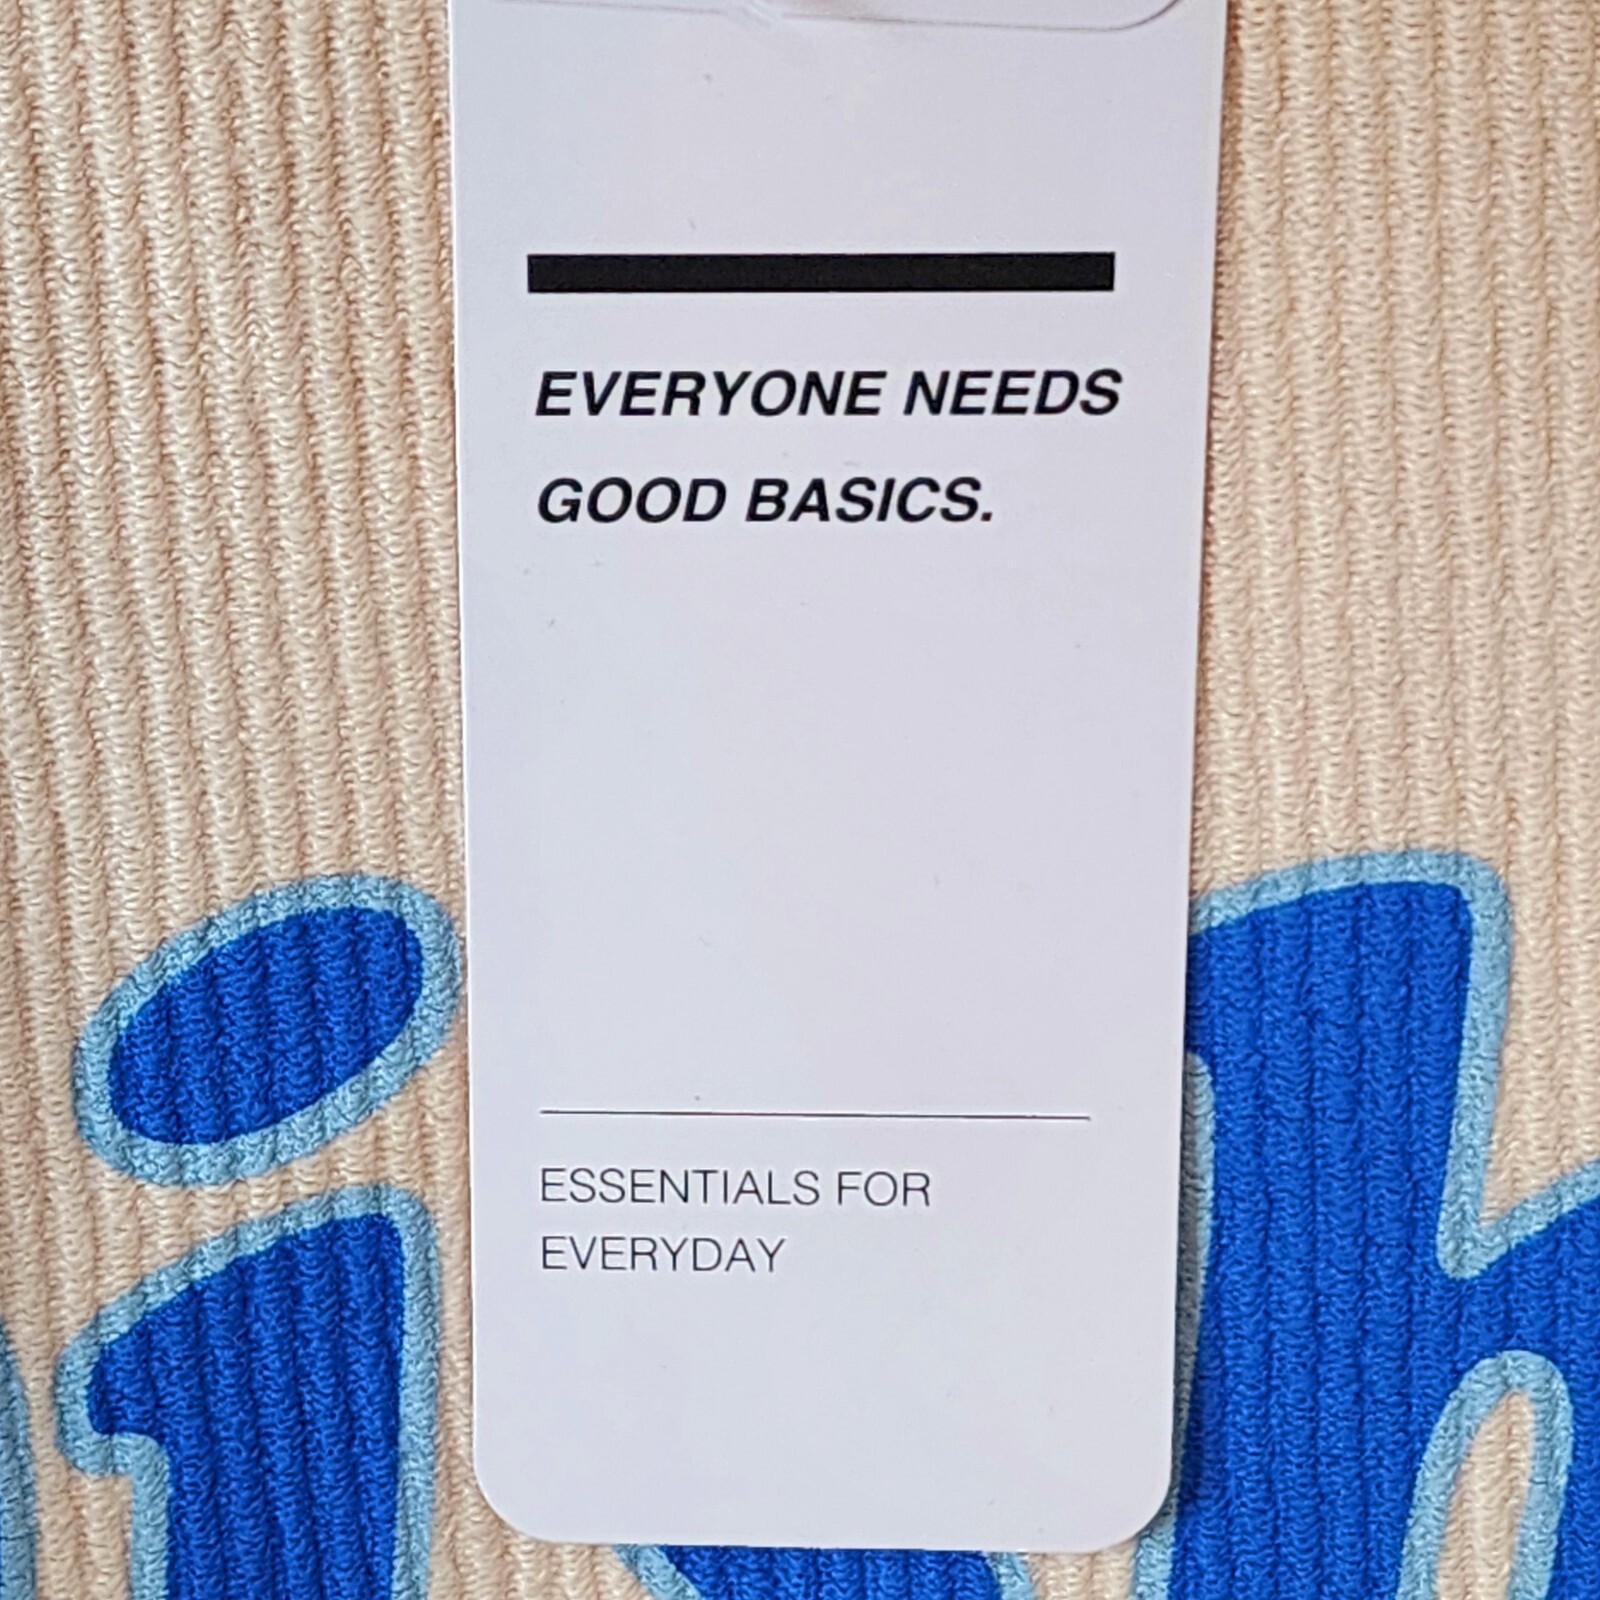 EVERYONE NEEDS
GOOD BASICS.
ESSENTIALS FOR
EVERYDAY